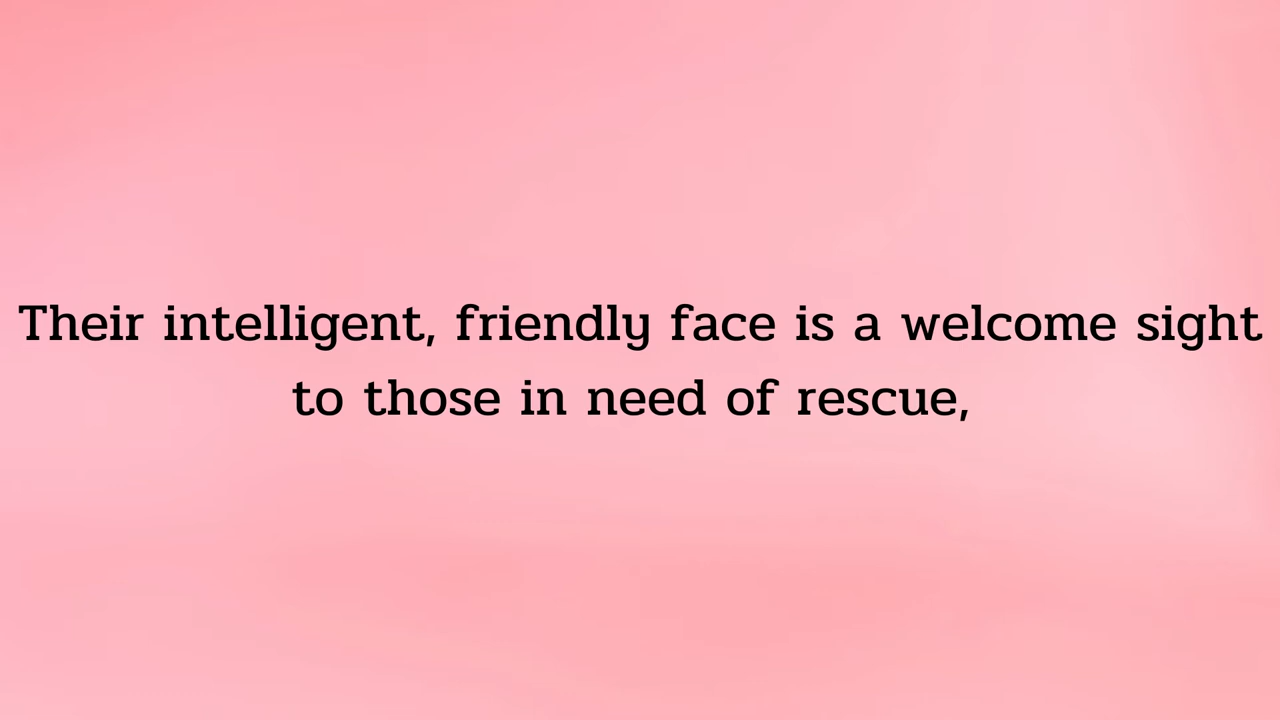 Their intelligent, friendly face is a welcome sight
to those in need of rescue,